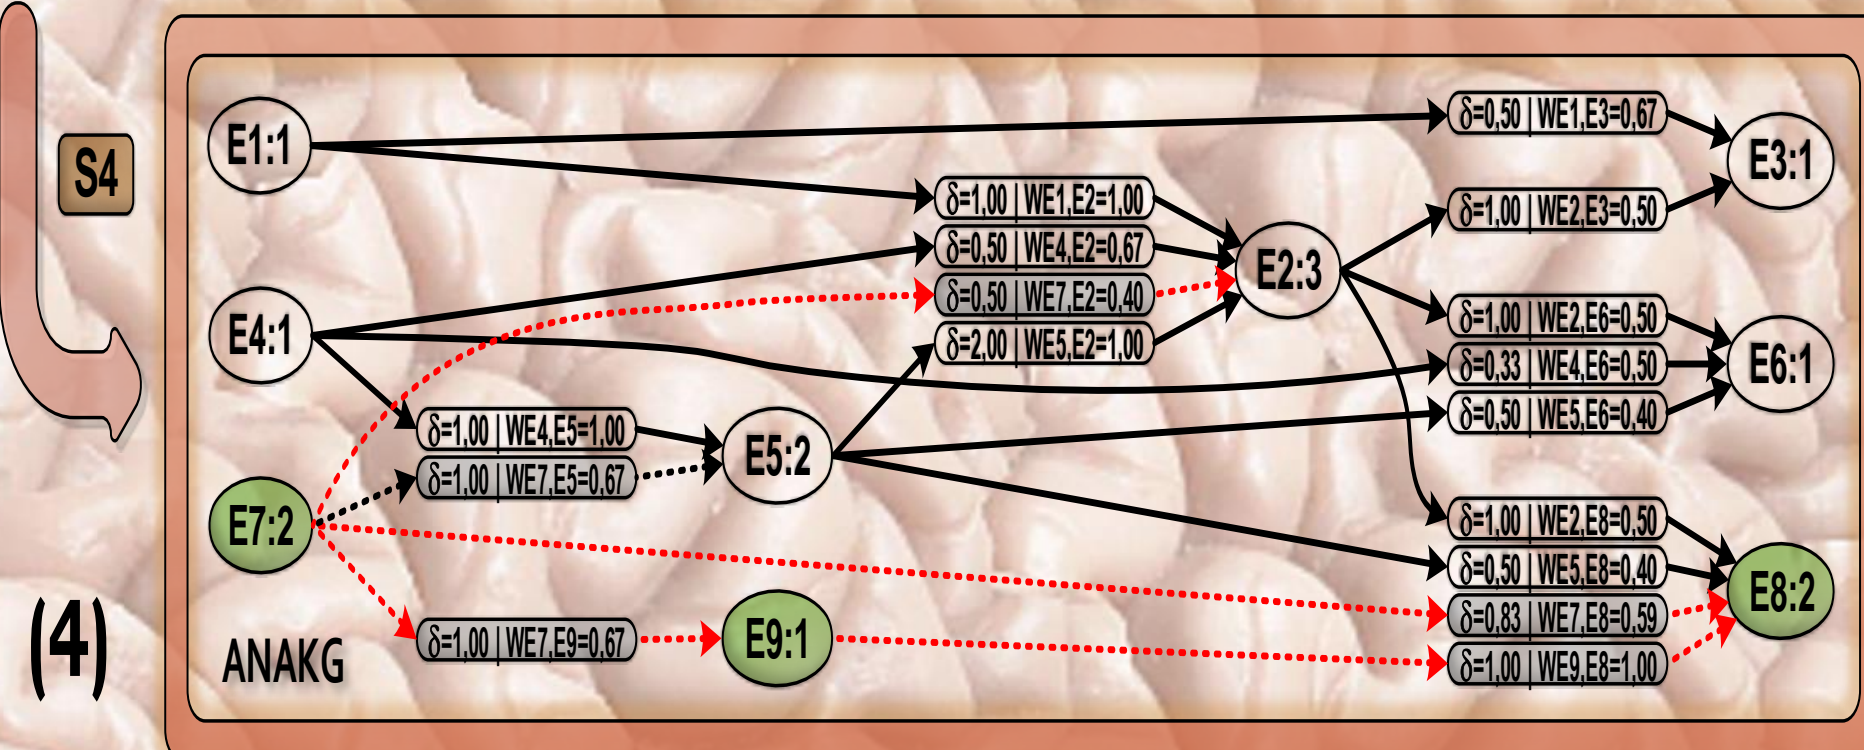 S4
(4)
E1:1
E4:1
E7:2
ANAKG
δ=1,00 | WE4,E5=1,00
δ=1,00 | WE7,E5=0,67
δ=1,00 | WE7,E9=0,67
E5:2
E9:1
δ=1,00 | WE1,E2=1,00
δ=0,50 | WE4,E2=0,67
δ=0,50 | WE7,E2=0,40
δ=2,00 | WE5,E2=1,00
E2:3
δ=0,50 | WE1,E3=0,67
δ=1,00 | WE2,E3=0,50
δ=1,00 | WE2,E6=0,50
δ=0,33 | WE4,E6=0,50
δ=0,50 | WE5,E6=0,40
δ=1,00 | WE2,E8=0,50
δ=0,50 | WE5,E8=0,40
δ=0,83 | WE7,E8=0,59
δ=1,00 | WE9,E8=1,00
E3:1
E6:1
E8:2